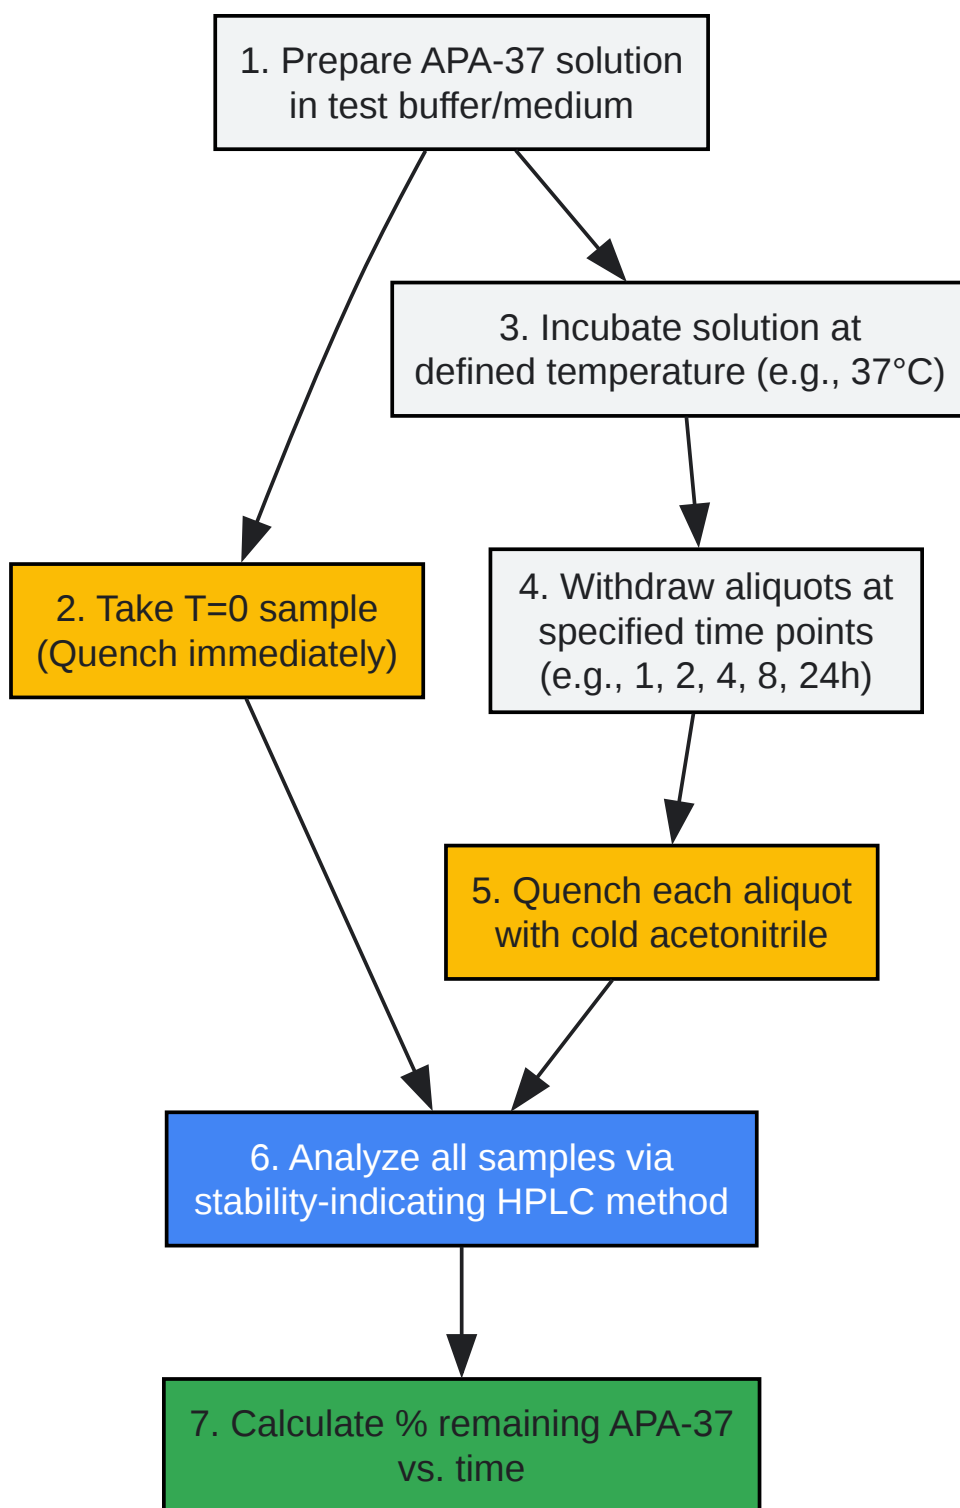 1. Prepare APA-37 solution
in test buffer/medium
2. Take T=0 sample
(Quench immediately)
3. Incubate solution at
defined temperature (e.g., 37°C)
4. Withdraw aliquots at
specified time points
(e.g., 1, 2, 4, 8, 24h)
5. Quench each aliquot
with cold acetonitrile
6. Analyze all samples via
stability-indicating HPLC method
7. Calculate % remaining APA-37
vs. time